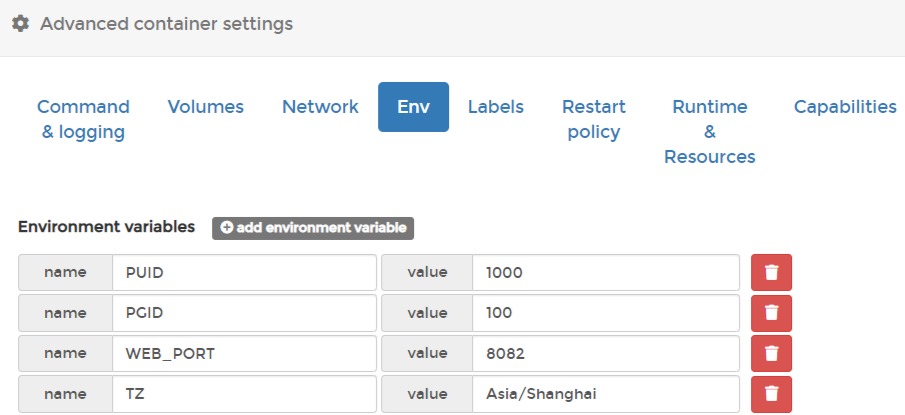 Advanced container settings
Command & logging
Volumes
Network
Env
Labels
Restart policy
Runtime & Resources
Capabilities
Environment variables add environment variable
name PUID value 1000
name PGID value 100
name WEB_PORT value 8082
name TZ value Asia/Shanghai